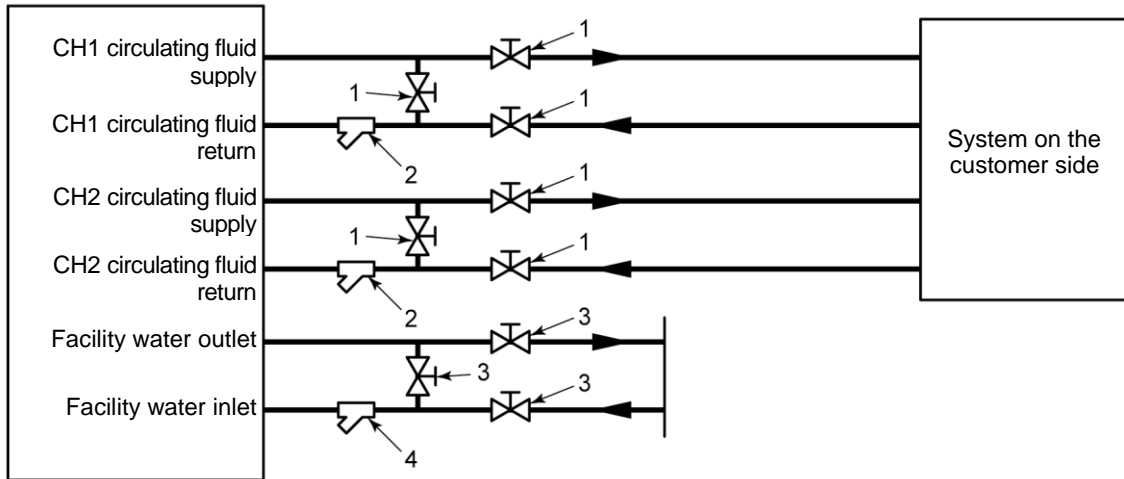 CH1 circulating fluid
supply
1
1
CH1 circulating fluid
return
1
2
System on the
customer side
CH2 circulating fluid
supply
1
1
CH2 circulating fluid
return
1
2
Facility water outlet
3
3
Facility water inlet
3
4